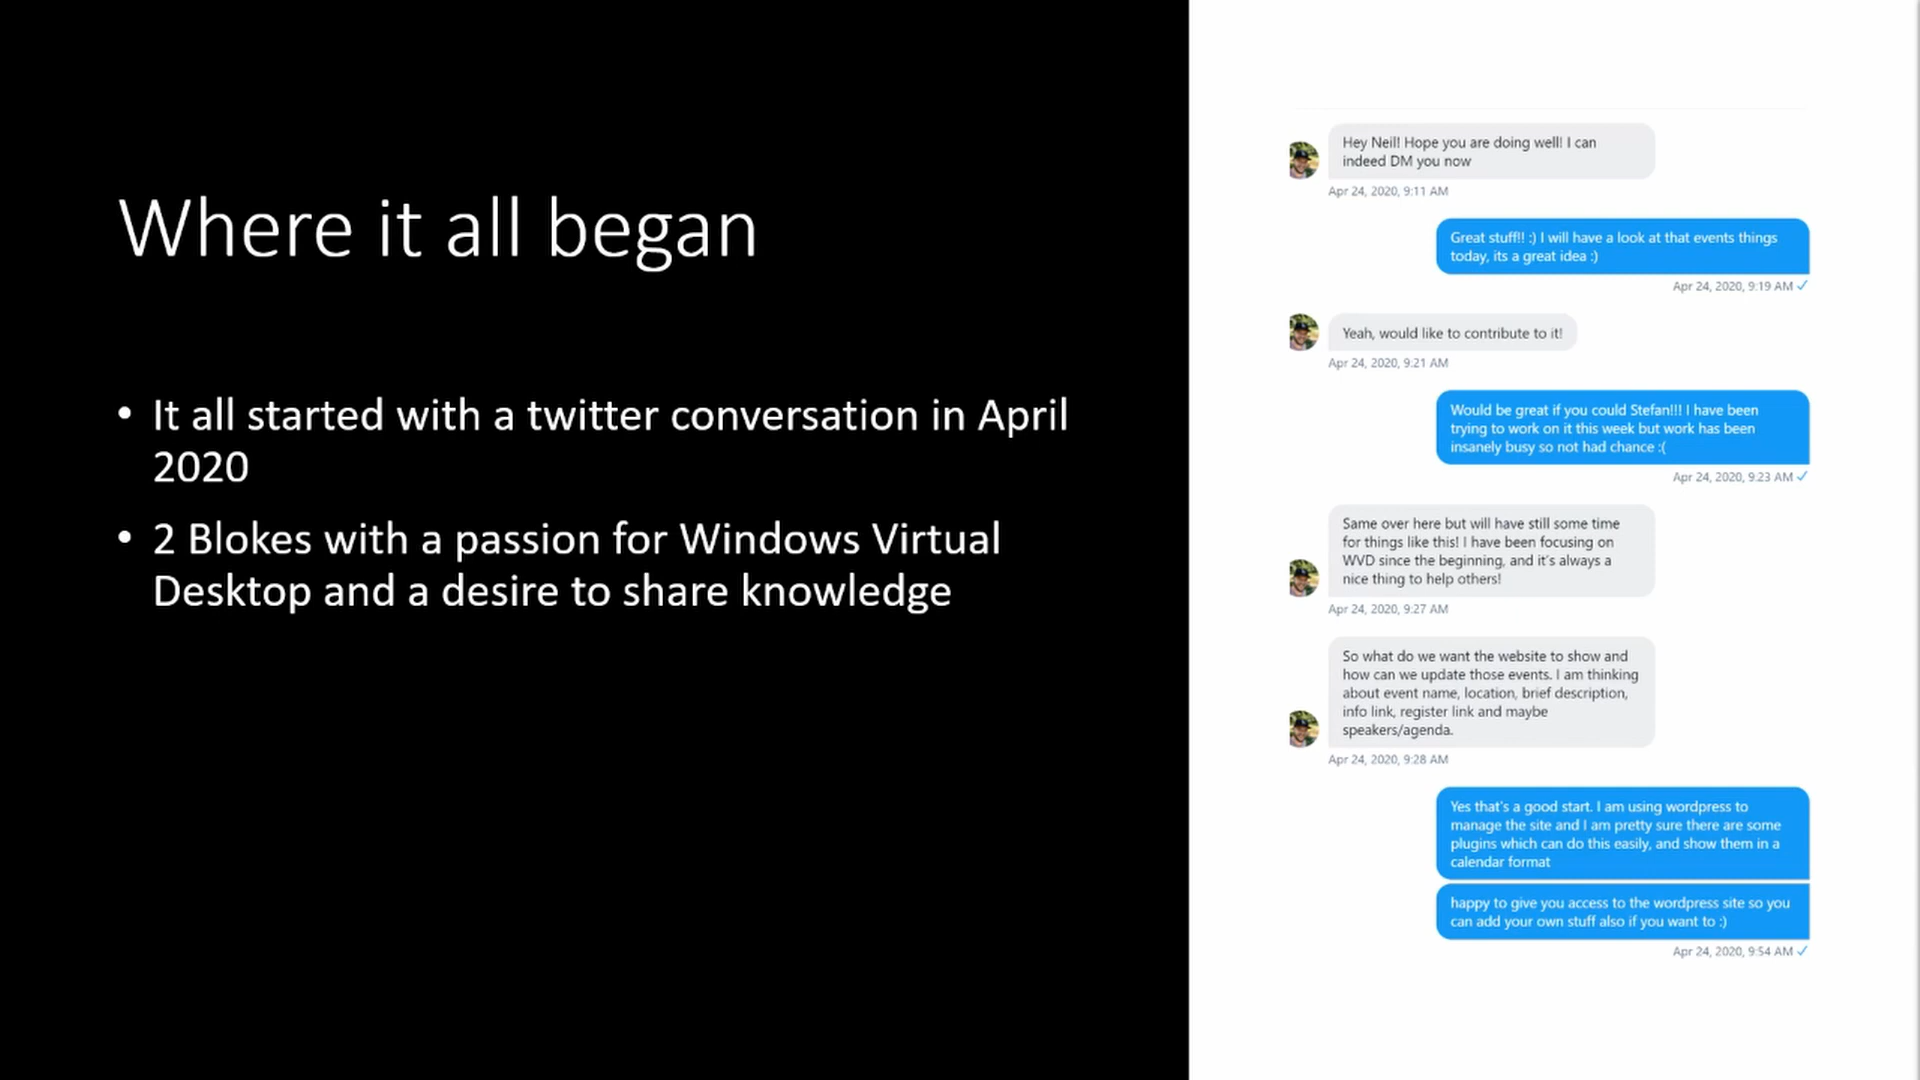 Where it all began
• It all started with a twitter conversation in April
2020
• 2 Blokes with a passion for Windows Virtual
Desktop and a desire to share knowledge
Hey Neil! Hope you are doing well! I can
indeed DM you now
Apr 24, 2020, 9:11 AM
Great stuff!! :) I will have a look at that events things
today, its a great idea :)
Apr 24, 2020, 9:19 AM ✓
Yeah, would like to contribute to it!
Apr 24, 2020, 9:21 AM
Would be great if you could Stefan!!! I have been
trying to work on it this week but work has been
insanely busy so not had chance :(
Apr 24, 2020, 9:23 AM ✓
Same over here but will have still some time
for things like this! I have been focusing on
WVD since the beginning, and it's always a
nice thing to help others!
Apr 24, 2020, 9:27 AM
So what do we want the website to show and
how can we update those events. I am thinking
about event name, location, brief description,
info link, register link and maybe
speakers/agenda.
Apr 24, 2020, 9:28 AM
Yes that's a good start. I am using wordpress to
manage the site and I am pretty sure there are some
plugins which can do this easily, and show them in a
calendar format
happy to give you access to the wordpress site so you
can add your own stuff also if you want to :)
Apr 24, 2020, 9:54 AM ✓